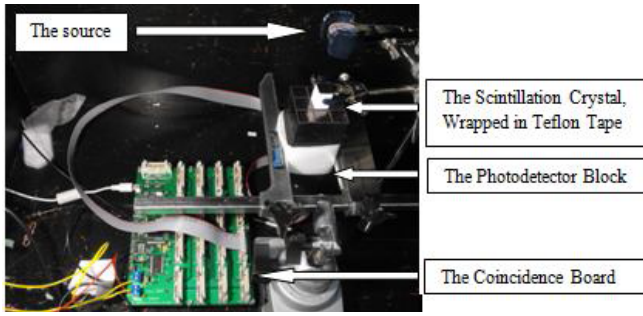 The source
The Scintillation Crystal,
Wrapped in Teflon Tape
The Photodetector Block
The Coincidence Board